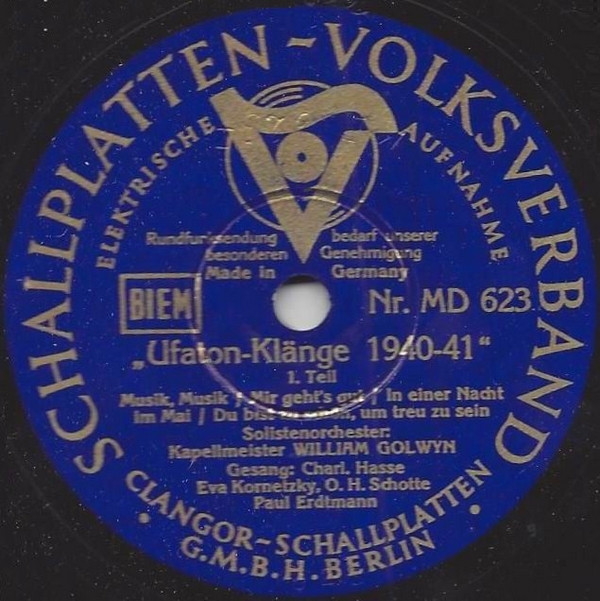 SCHALLPLATTEN-VOLKSVERBAND
ELEKTRISCHE AUFNAHME
Rundfunksendung bedarf unserer
besonderen Genehmigung
Made in Germany
BIEM
Nr. MD 623
„Ufaton-Klänge 1940-41"
1. Teil
Musik, Musik / Mir geht's gut / In einer Nacht
im Mai / Du bist zu schön, um treu zu sein
Solistenorchester:
Kapellmeister WILLIAM GOLWYN
Gesang: Charl. Hasse
Eva Kornetzky, O. H. Schotte
Paul Erdtmann
CLANGOR-SCHALLPLATTEN
G.M.B.H. BERLIN